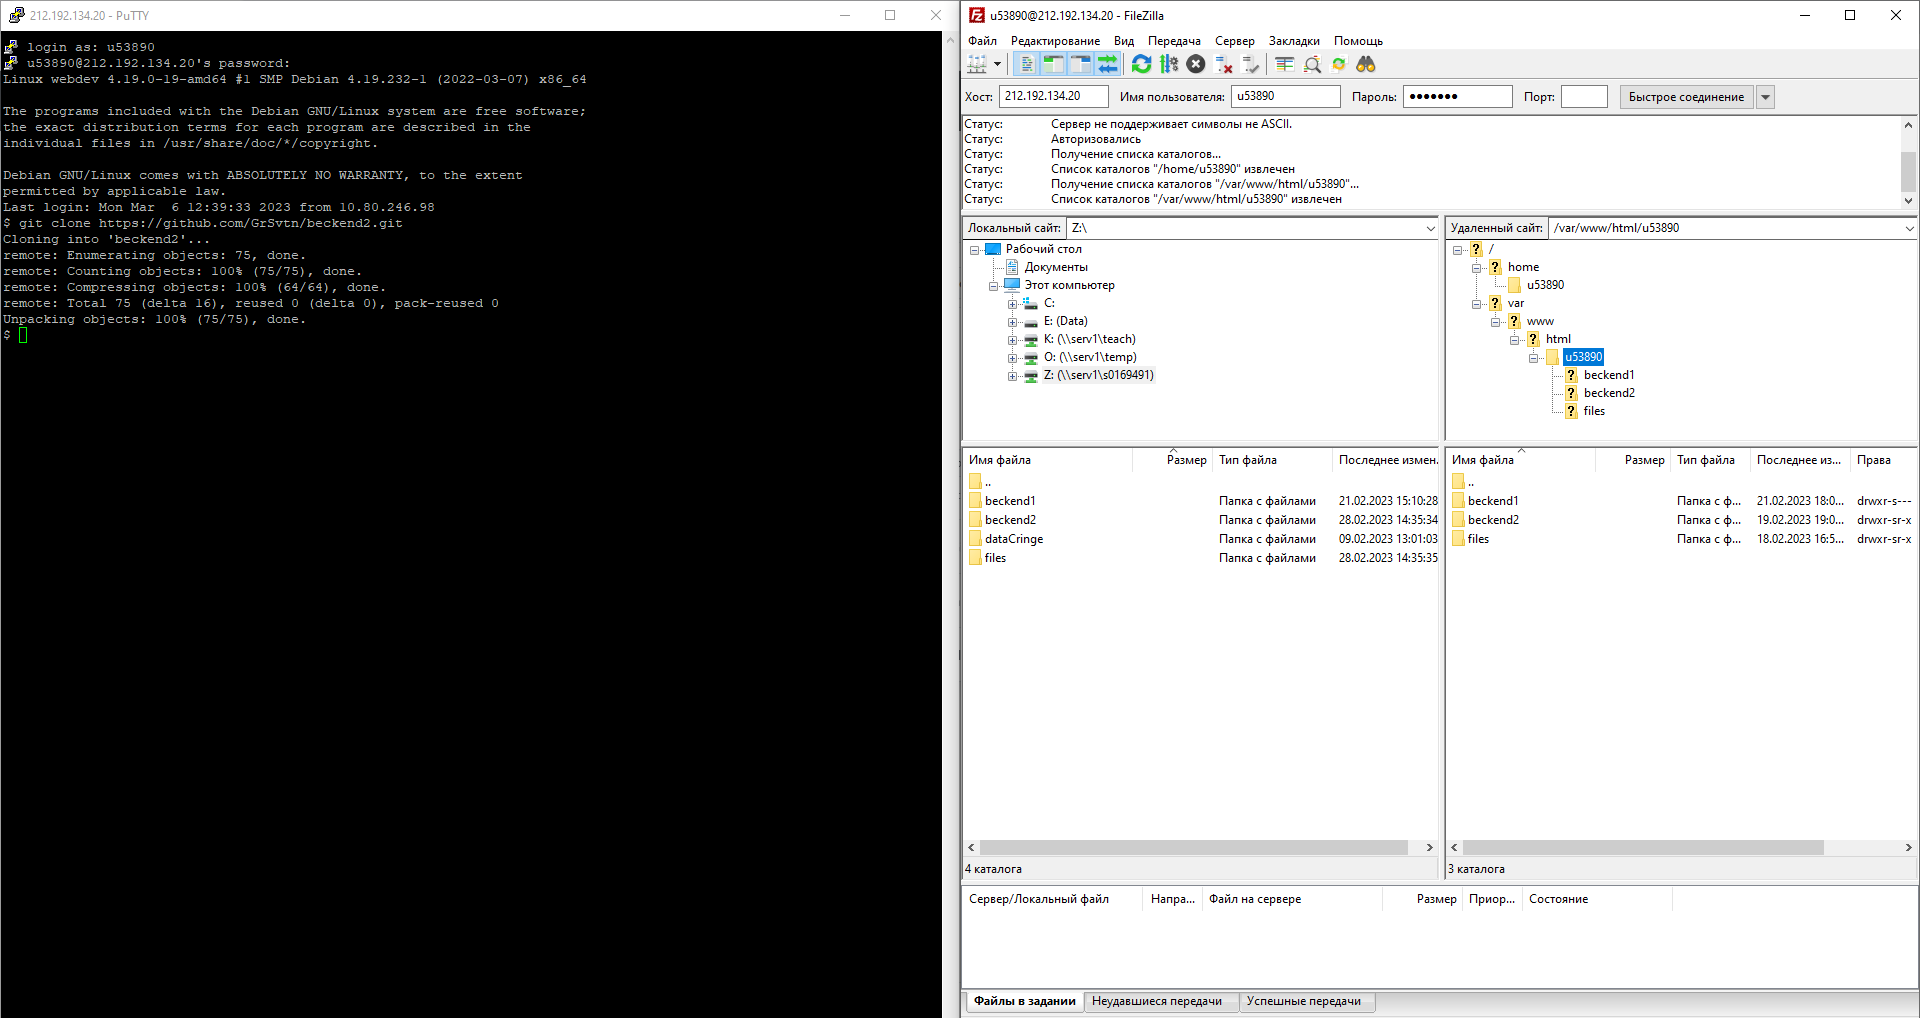 212.192.134.20 - PuTTY
login as: u53890
u53890@212.192.134.20's password:
Linux webdev 4.19.0-19-amd64 #1 SMP Debian 4.19.232-1 (2022-03-07) x86_64
The programs included with the Debian GNU/Linux system are free software;
the exact distribution terms for each program are described in the
individual files in /usr/share/doc/*/copyright.
Debian GNU/Linux comes with ABSOLUTELY NO WARRANTY, to the extent
permitted by applicable law.
Last login: Mon Mar  6 12:39:33 2023 from 10.80.246.98
$ git clone https://github.com/GrSvtn/beckend2.git
Cloning into 'beckend2'...
remote: Enumerating objects: 75, done.
remote: Counting objects: 100% (75/75), done.
remote: Compressing objects: 100% (64/64), done.
remote: Total 75 (delta 16), reused 0 (delta 0), pack-reused 0
Unpacking objects: 100% (75/75), done.
$
u53890@212.192.134.20 - FileZilla
Файл Редактирование Вид Передача Сервер Закладки Помощь
Хост: 212.192.134.20 Имя пользователя: u53890 Пароль: ●●●●●●● Порт: Быстрое соединение
Статус: Сервер не поддерживает символы не ASCII.
Статус: Авторизовались
Статус: Получение списка каталогов...
Статус: Список каталогов "/home/u53890" извлечен
Статус: Получение списка каталогов "/var/www/html/u53890"...
Статус: Список каталогов "/var/www/html/u53890" извлечен
Локальный сайт: Z:\
Рабочий стол
Документы
Этот компьютер
C:
E: (Data)
K: (\\serv1\teach)
O: (\\serv1\temp)
Z: (\\serv1\s0169491)
Удаленный сайт: /var/www/html/u53890
/
home
u53890
var
www
html
u53890
beckend1
beckend2
files
Имя файла Размер Тип файла Последнее измен.
..
beckend1 Папка с файлами 21.02.2023 15:10:28
beckend2 Папка с файлами 28.02.2023 14:35:34
dataCringe Папка с файлами 09.02.2023 13:01:03
files Папка с файлами 28.02.2023 14:35:35
4 каталога
Имя файла Размер Тип файла Последнее из... Права
..
beckend1 Папка с ф... 21.02.2023 18:0... drwxr-s---
beckend2 Папка с ф... 19.02.2023 19:0... drwxr-sr-x
files Папка с ф... 18.02.2023 16:5... drwxr-sr-x
3 каталога
Сервер/Локальный файл Напра... Файл на сервере Размер Приор... Состояние
Файлы в задании Неудавшиеся передачи Успешные передачи